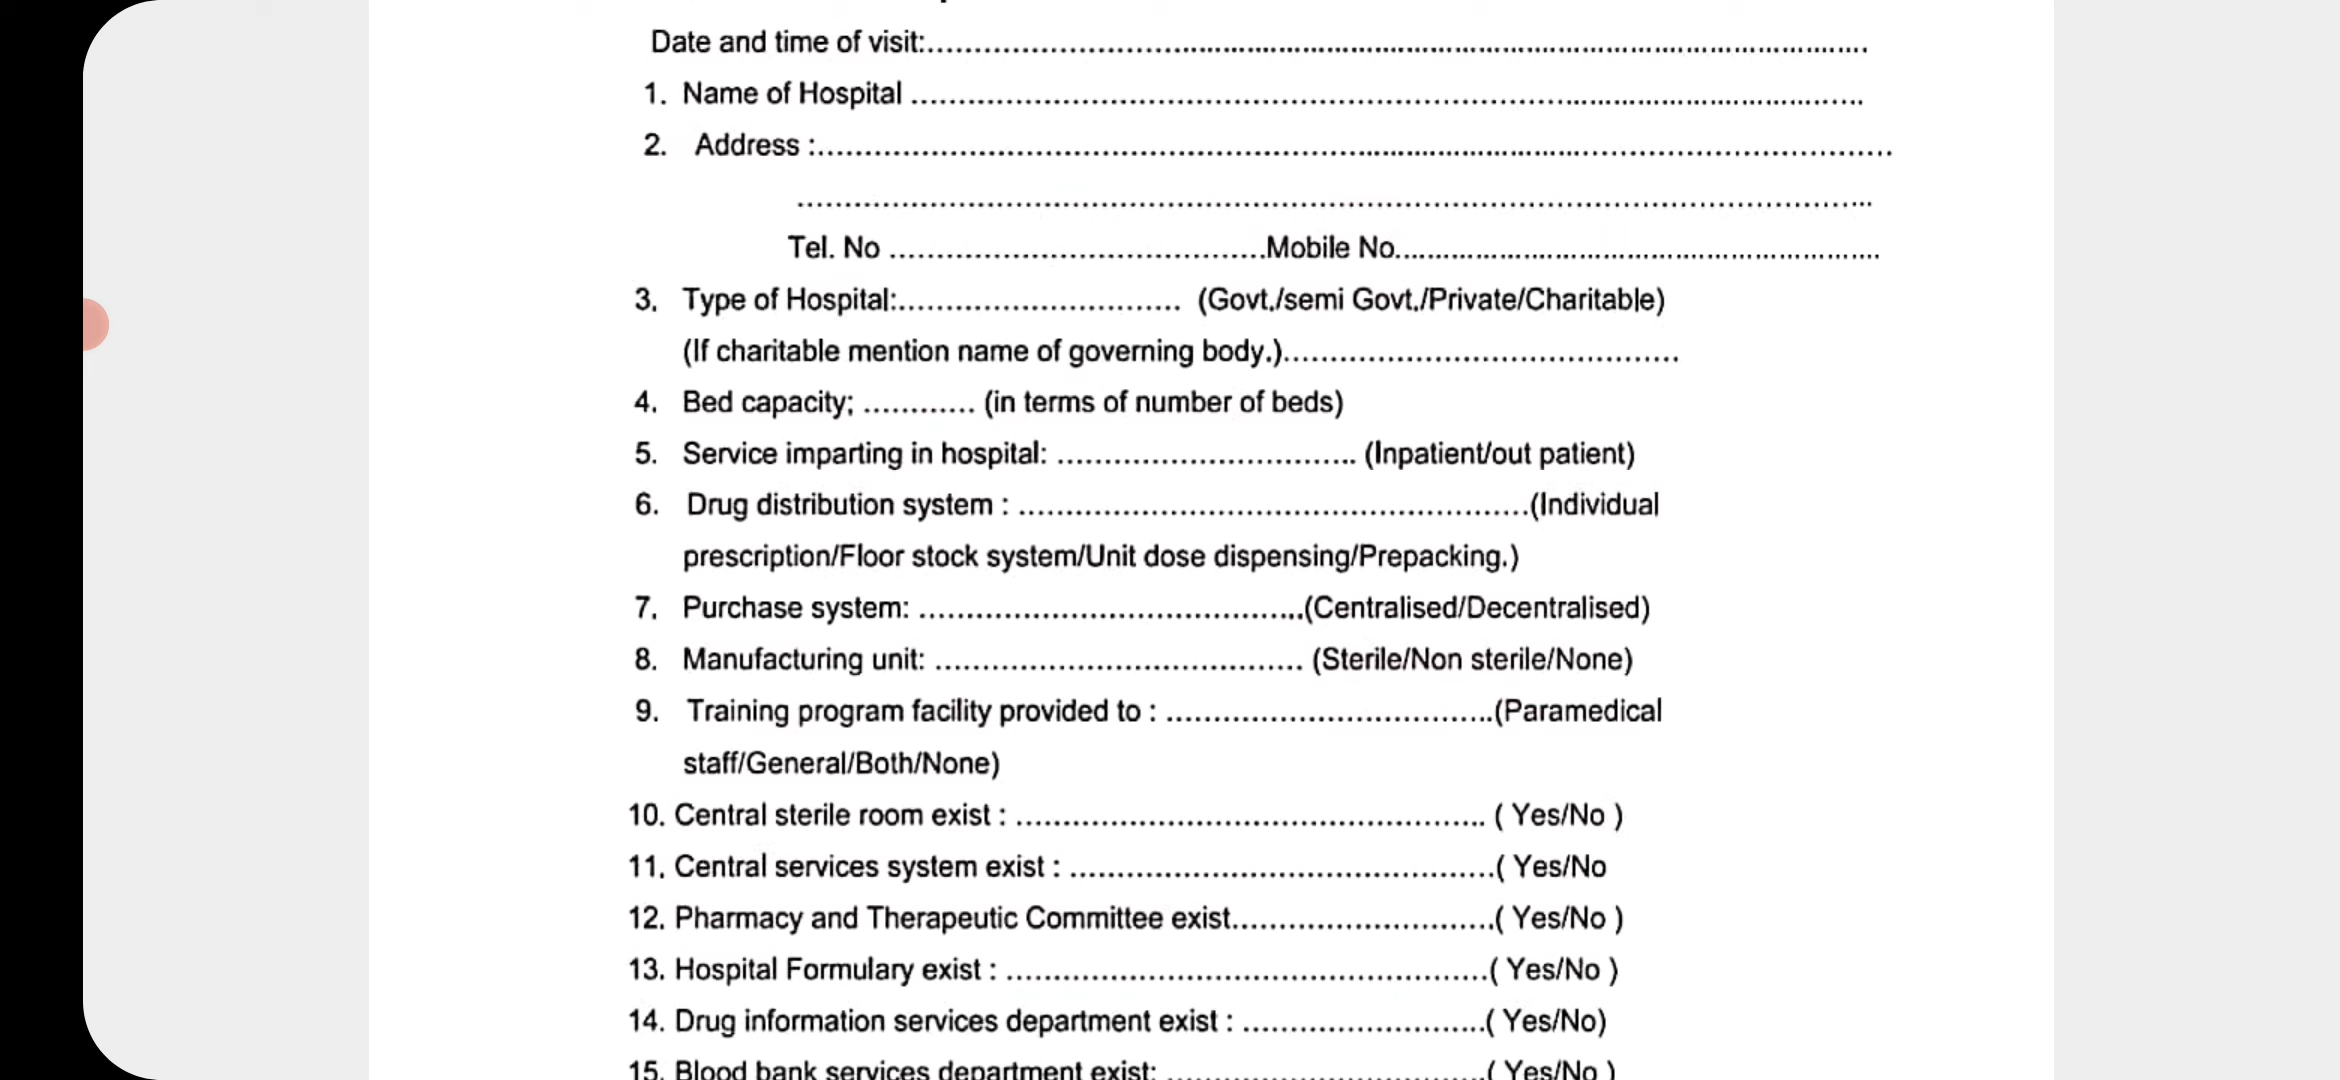 Date and time of visit:..........................................................................................
1. Name of Hospital ..........................................................................................
2. Address :..........................................................................................
..........................................................................................
Tel. No ........................................Mobile No..................................................
3. Type of Hospital:.............................. (Govt./semi Govt./Private/Charitable)
(If charitable mention name of governing body.)..........................................
4. Bed capacity; ............ (in terms of number of beds)
5. Service imparting in hospital: ................................ (Inpatient/out patient)
6. Drug distribution system : ......................................................(Individual
prescription/Floor stock system/Unit dose dispensing/Prepacking.)
7. Purchase system: .........................................(Centralised/Decentralised)
8. Manufacturing unit: ....................................... (Sterile/Non sterile/None)
9. Training program facility provided to : ...................................(Paramedical
staff/General/Both/None)
10. Central sterile room exist : .................................................. ( Yes/No )
11. Central services system exist : .............................................( Yes/No
12. Pharmacy and Therapeutic Committee exist............................( Yes/No )
13. Hospital Formulary exist : ...................................................( Yes/No )
14. Drug information services department exist : ..........................( Yes/No)
15. Blood bank services department exist: ..................................( Yes/No )